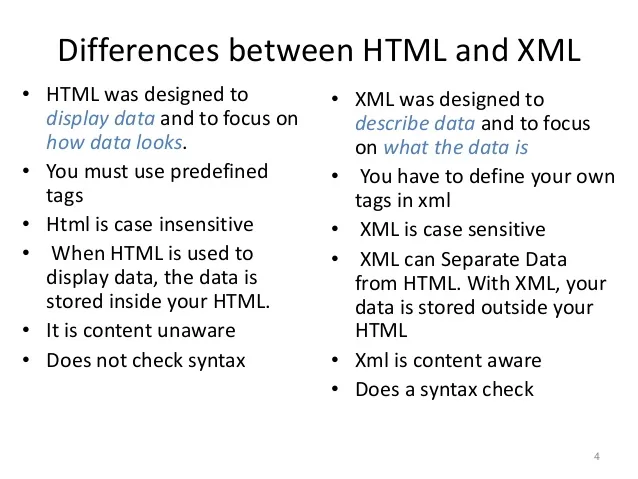 Differences between HTML and XML
• HTML was designed to
display data and to focus on
how data looks.
• You must use predefined
tags
• Html is case insensitive
• When HTML is used to
display data, the data is
stored inside your HTML.
• It is content unaware
• Does not check syntax
• XML was designed to
describe data and to focus
on what the data is
• You have to define your own
tags in xml
• XML is case sensitive
• XML can Separate Data
from HTML. With XML, your
data is stored outside your
HTML
• Xml is content aware
• Does a syntax check
4